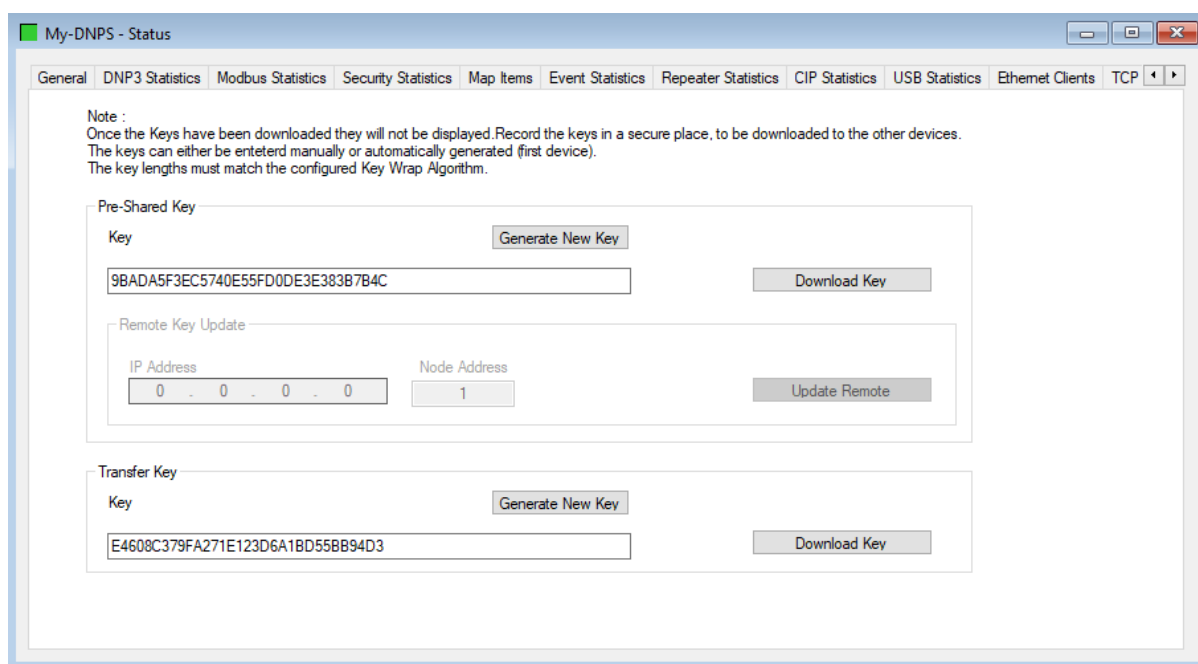 My-DNPS - Status
General DNP3 Statistics Modbus Statistics Security Statistics Map Items Event Statistics Repeater Statistics CIP Statistics USB Statistics Ethernet Clients TCP
Note :
Once the Keys have been downloaded they will not be displayed.Record the keys in a secure place, to be downloaded to the other devices.
The keys can either be enteterd manually or automatically generated (first device).
The key lengths must match the configured Key Wrap Algorithm.
Pre-Shared Key
Key Generate New Key
9BADA5F3EC5740E55FD0DE3E383B7B4C Download Key
Remote Key Update
IP Address Node Address
0 . 0 . 0 . 0 1 Update Remote
Transfer Key
Key Generate New Key
E4608C379FA271E123D6A1BD55BB94D3 Download Key